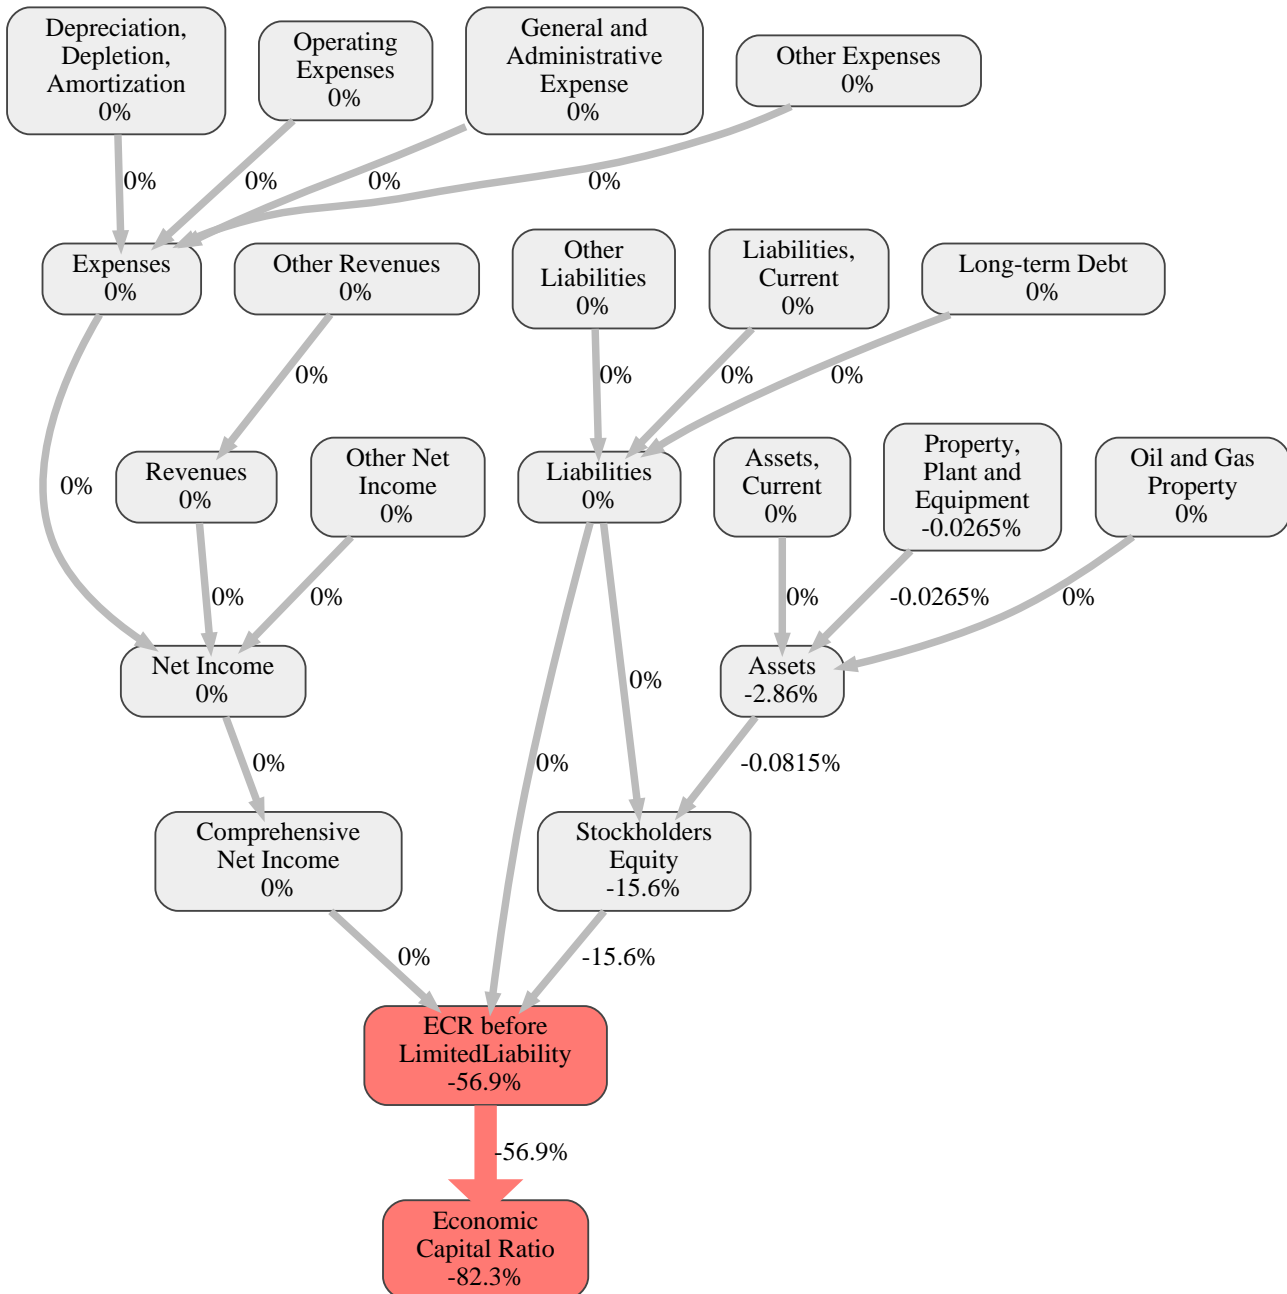 Depreciation,
Depletion,
Amortization
0%
Operating
Expenses
0%
General and
Administrative
Expense
0%
Other Expenses
0%
0%
0%
0%
0%
Expenses
0%
Other Revenues
0%
Other
Liabilities
0%
Liabilities,
Current
0%
Long-term Debt
0%
0%
0%
0%
0%
0%
Revenues
0%
Other Net
Income
0%
Liabilities
0%
Assets,
Current
0%
Property,
Plant and
Equipment
-0.0265%
Oil and Gas
Property
0%
0%
0%
0%
-0.0265%
0%
Net Income
0%
0%
Assets
-2.86%
0%
0%
-0.0815%
Comprehensive
Net Income
0%
Stockholders
Equity
-15.6%
0%
-15.6%
ECR before
LimitedLiability
-56.9%
-56.9%
Economic
Capital Ratio
-82.3%